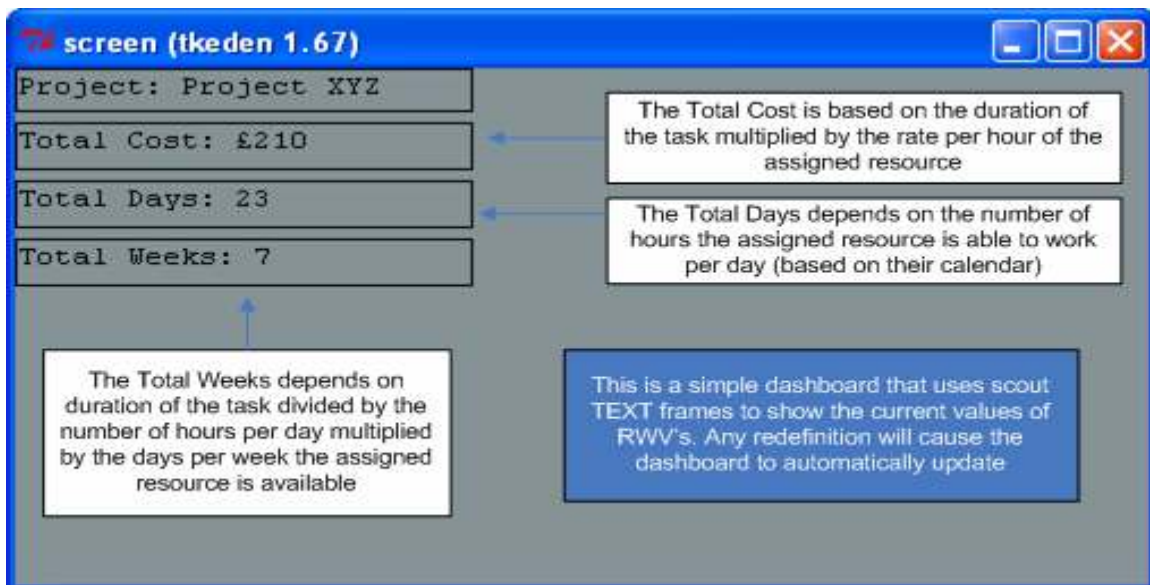 screen (tkeden 1.67)
Project: Project XYZ
Total Cost: £210
Total Days: 23
Total Weeks: 7
The Total Cost is based on the duration of
the task multiplied by the rate per hour of the
assigned resource
The Total Days depends on the number of
hours the assigned resource is able to work
per day (based on their calendar)
The Total Weeks depends on
duration of the task divided by the
number of hours per day multiplied
by the days per week the assigned
resource is available
This is a simple dashboard that uses scout
TEXT frames to show the current values of
RWV's. Any redefinition will cause the
dashboard to automatically update